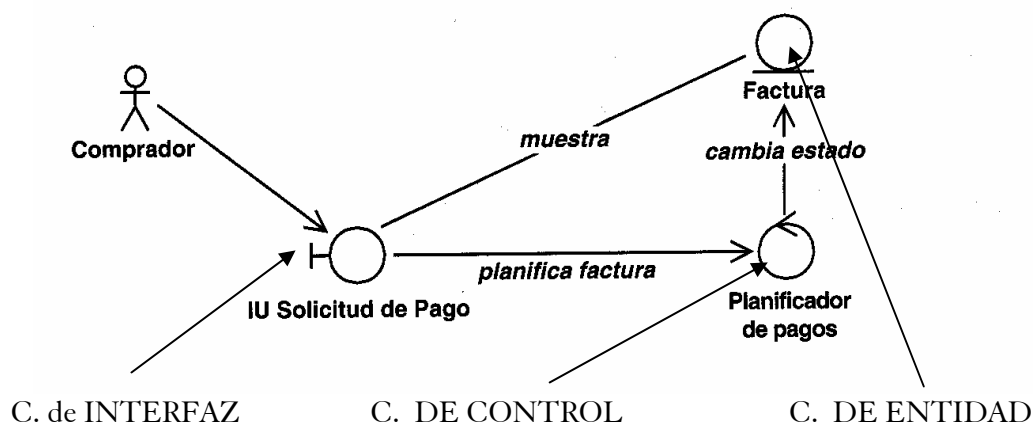 Factura
Comprador
muestra
cambia estado
planifica factura
IU Solicitud de Pago
Planificador
de pagos
C. de INTERFAZ
C. DE CONTROL
C. DE ENTIDAD